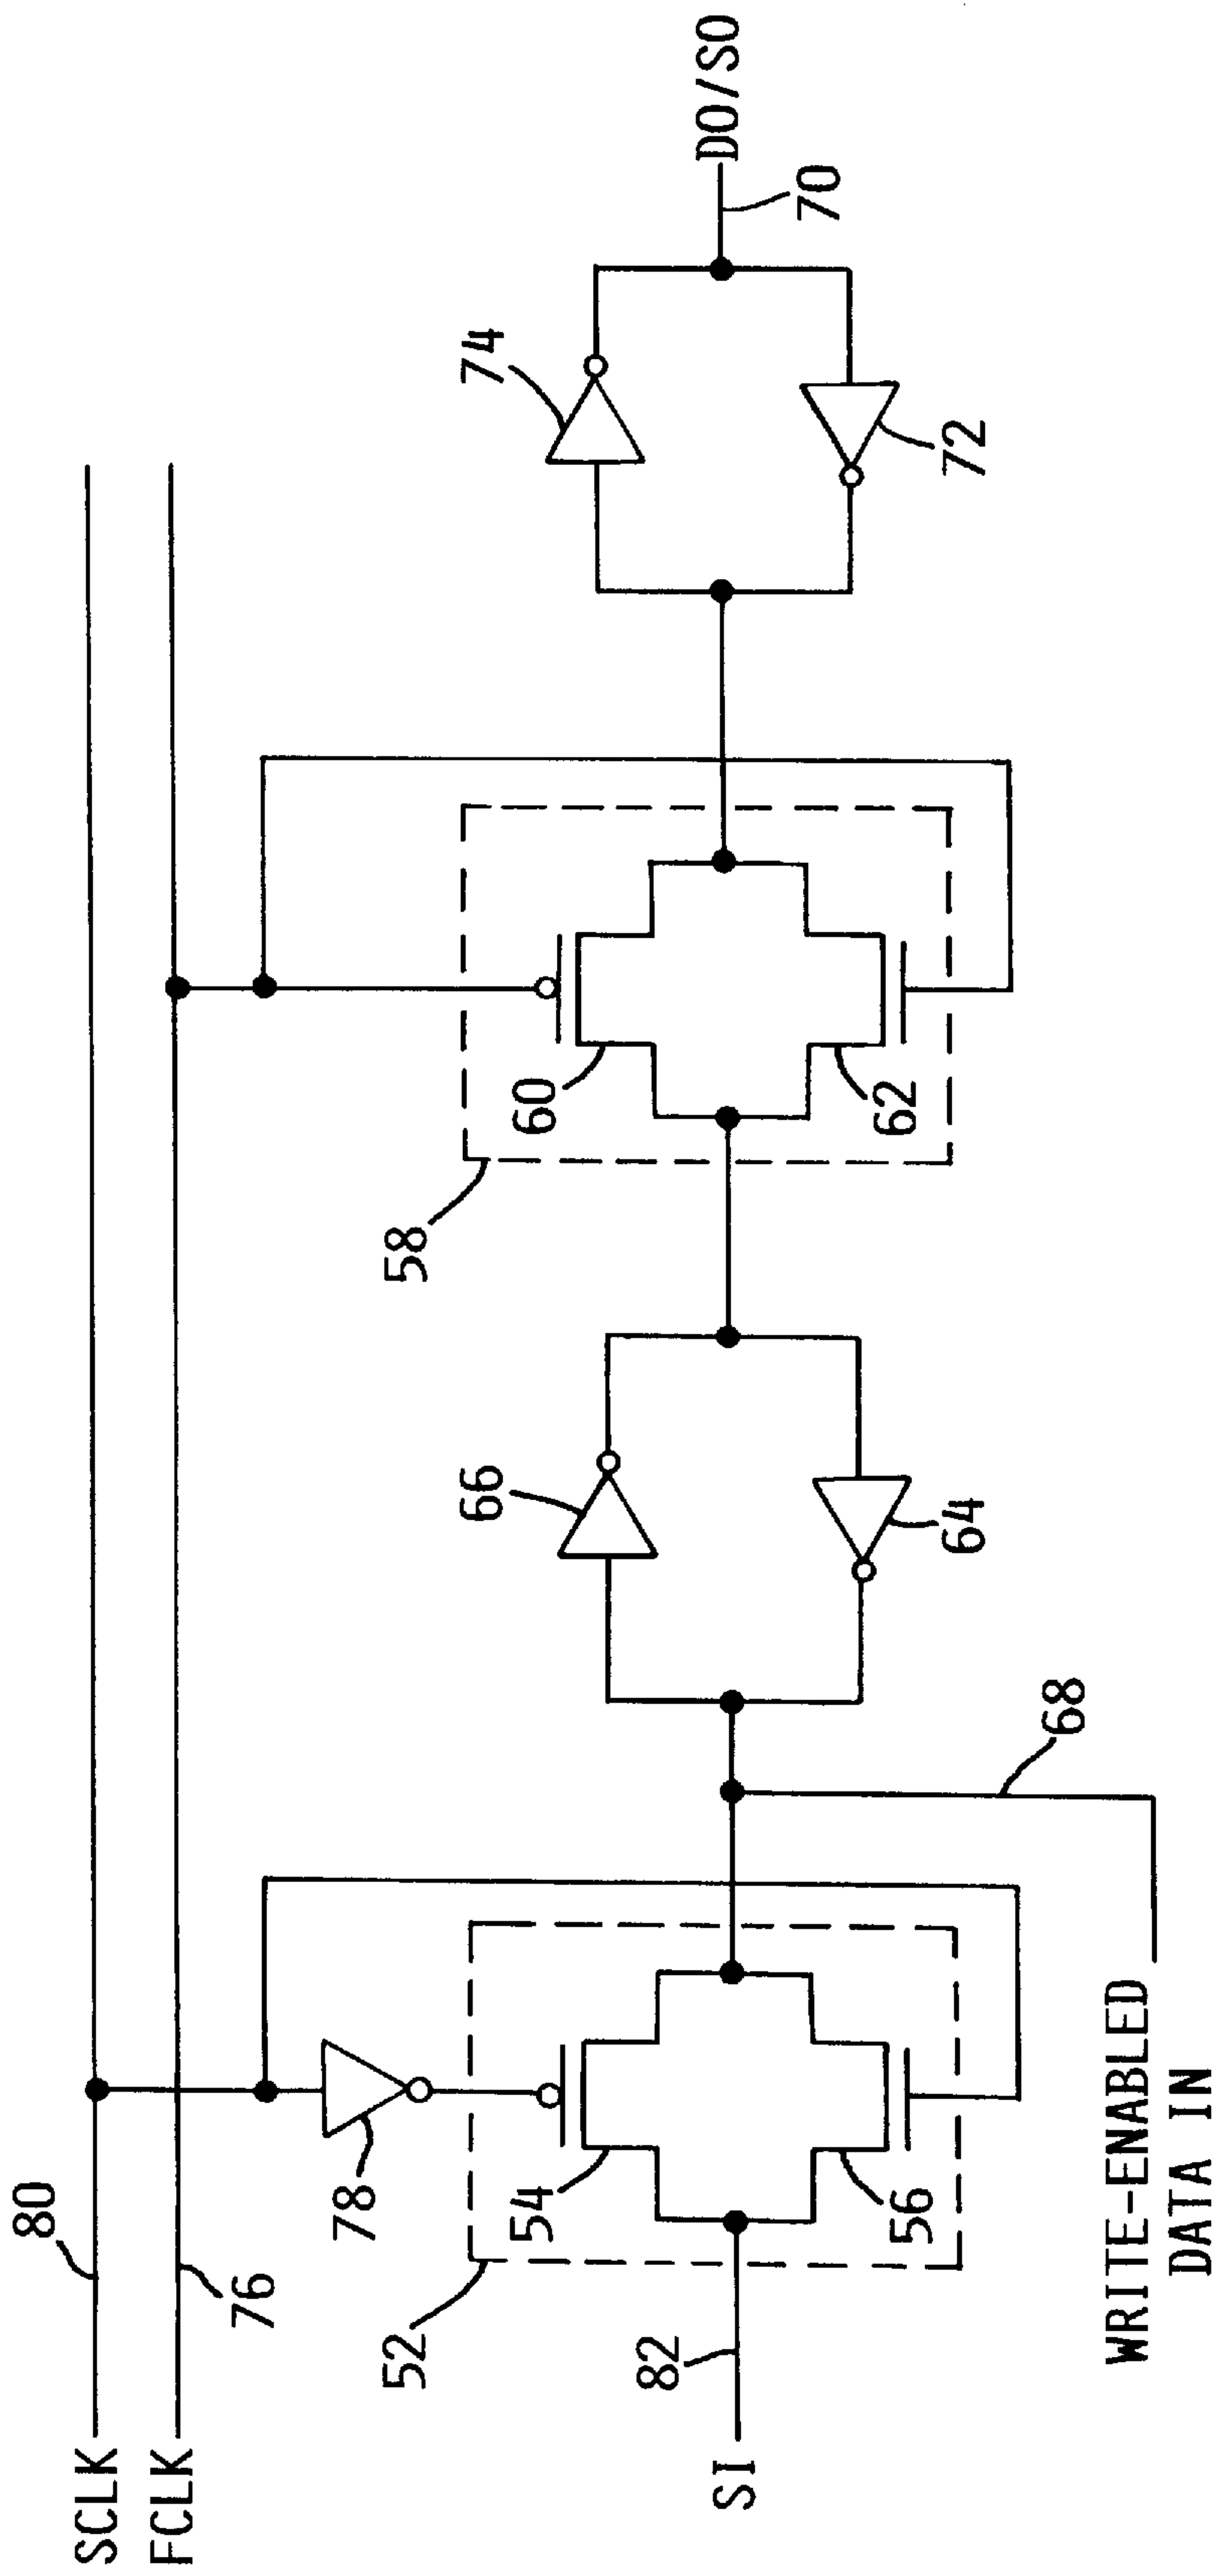 SCLK
80
FCLK
76
78
52
54
56
SI
82
WRITE-ENABLED
DATA IN
68
66
64
58
60
62
74
72
70
DO/SO